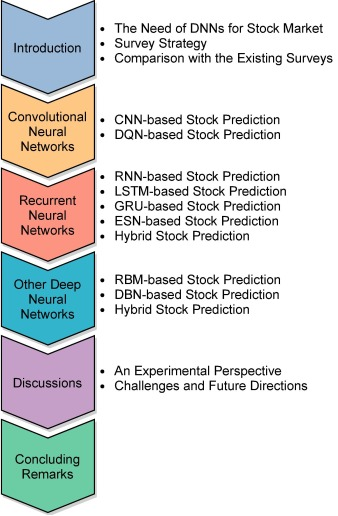 Introduction
• The Need of DNNs for Stock Market
• Survey Strategy
• Comparison with the Existing Surveys
Convolutional
Neural
Networks
• CNN-based Stock Prediction
• DQN-based Stock Prediction
Recurrent
Neural
Networks
• RNN-based Stock Prediction
• LSTM-based Stock Prediction
• GRU-based Stock Prediction
• ESN-based Stock Prediction
• Hybrid Stock Prediction
Other Deep
Neural
Networks
• RBM-based Stock Prediction
• DBN-based Stock Prediction
• Hybrid Stock Prediction
Discussions
• An Experimental Perspective
• Challenges and Future Directions
Concluding
Remarks